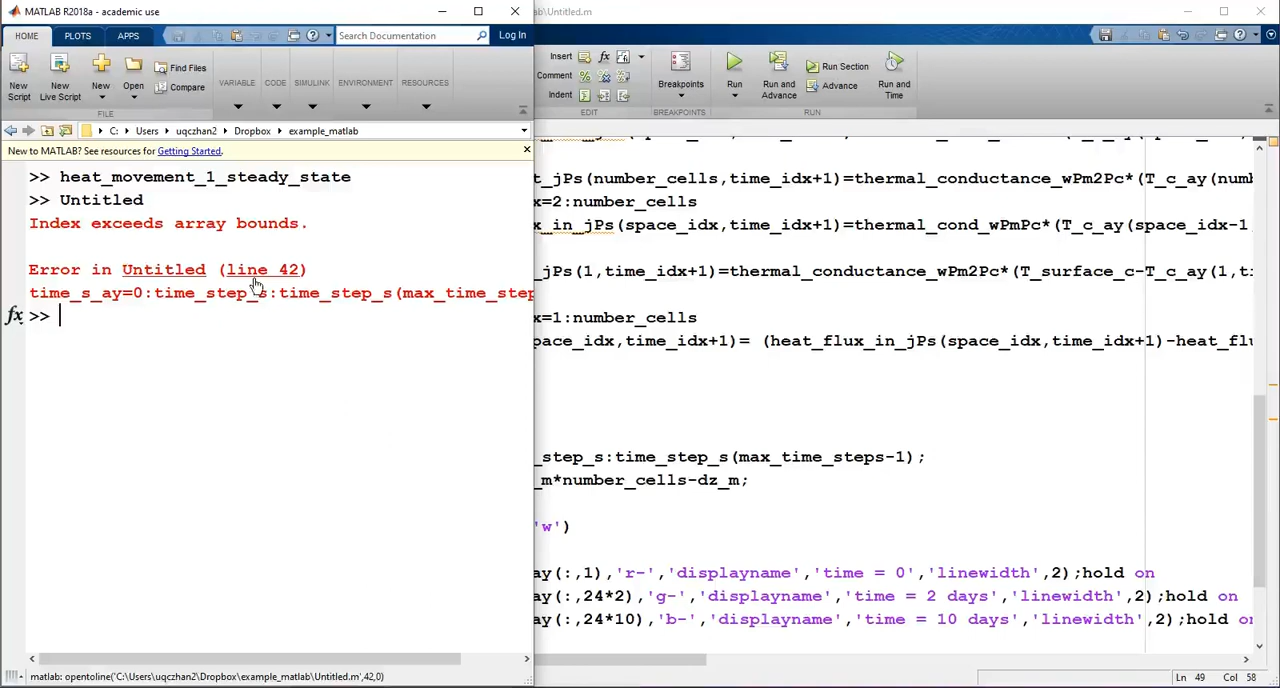 MATLAB R2018a - academic use
b\Untitled.m
HOME PLOTS APPS
Search Documentation
Log In
New Script
New Live Script
New
Open
Find Files
Compare
FILE
VARIABLE
CODE
SIMULINK
ENVIRONMENT
RESOURCES
Insert
Comment
Indent
EDIT
Breakpoints
BREAKPOINTS
Run
Run and Advance
Run Section
Advance
Run and Time
RUN
C: Users uqczhan2 Dropbox example_matlab
New to MATLAB? See resources for Getting Started.
>> heat_movement_1_steady_state
>> Untitled
Index exceeds array bounds.
Error in Untitled (line 42)
time_s_ay=0:time_step_s:time_step_s(max_time_step
fx >>
t_jPs(number_cells,time_idx+1)=thermal_conductance_wPm2Pc*(T_c_ay(num
x=2:number_cells
x_in_jPs(space_idx,time_idx+1)=thermal_cond_wPmPc*(T_c_ay(space_idx-1
_jPs(1,time_idx+1)=thermal_conductance_wPm2Pc*(T_surface_c-T_c_ay(1,ti
x=1:number_cells
pace_idx,time_idx+1)= (heat_flux_in_jPs(space_idx,time_idx+1)-heat_flu
_step_s:time_step_s(max_time_steps-1);
_m*number_cells-dz_m;
'w')
ay(:,1),'r-','displayname','time = 0','linewidth',2);hold on
ay(:,24*2),'g-','displayname','time = 2 days','linewidth',2);hold on
ay(:,24*10),'b-','displayname','time = 10 days','linewidth',2);hold on
matlab: opentoline('C:\Users\uqczhan2\Dropbox\example_matlab\Untitled.m',42,0)
Ln 49 Col 58